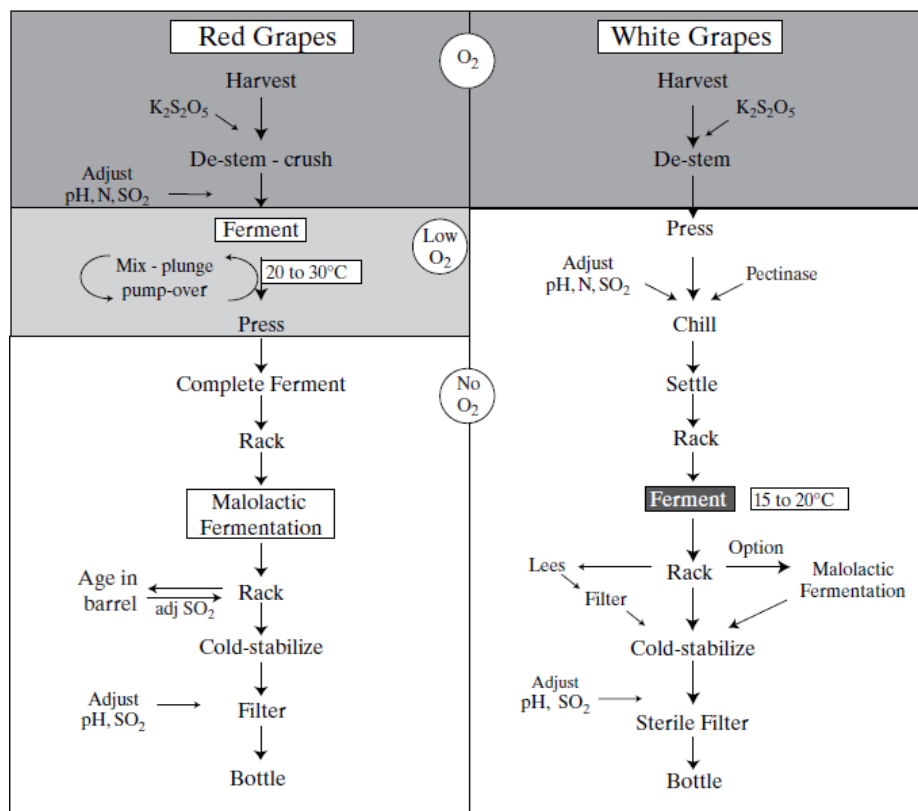 Red Grapes
Harvest
K₂S₂O₅
De-stem - crush
Adjust
pH, N, SO₂
Ferment
Mix - plunge
pump-over
20 to 30°C
Press
Complete Ferment
Rack
Malolactic
Fermentation
Age in
barrel
adj SO₂
Rack
Cold-stabilize
Adjust
pH, SO₂
Filter
Bottle
O₂
Low
O₂
No
O₂
White Grapes
Harvest
K₂S₂O₅
De-stem
Press
Adjust
pH, N, SO₂
Pectinase
Chill
Settle
Rack
Ferment
15 to 20°C
Lees
Rack
Option
Malolactic
Fermentation
Filter
Cold-stabilize
Adjust
pH, SO₂
Sterile Filter
Bottle